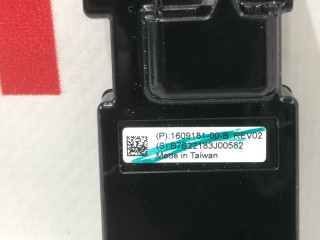 (P):1609181-00-B REV02
(S):B7S22183J00582
Made in Taiwan